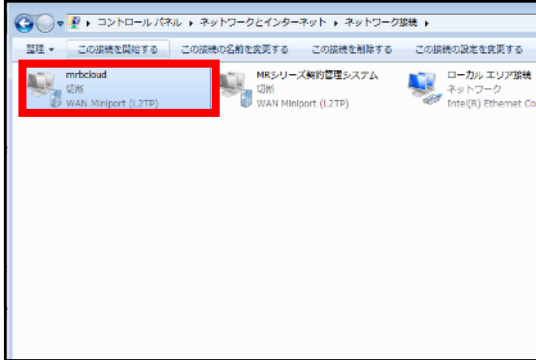 コントロール パネル ▸ ネットワークとインターネット ▸ ネットワーク接続 ▸
整理 この接続を開始する この接続の名前を変更する この接続を削除する この接続の設定を変更する
mrbcloud
切断
WAN Miniport (L2TP)
MRシリーズ契約管理システム
切断
WAN Miniport (L2TP)
ローカル エリア接続
ネットワーク
Intel(R) Ethernet Co